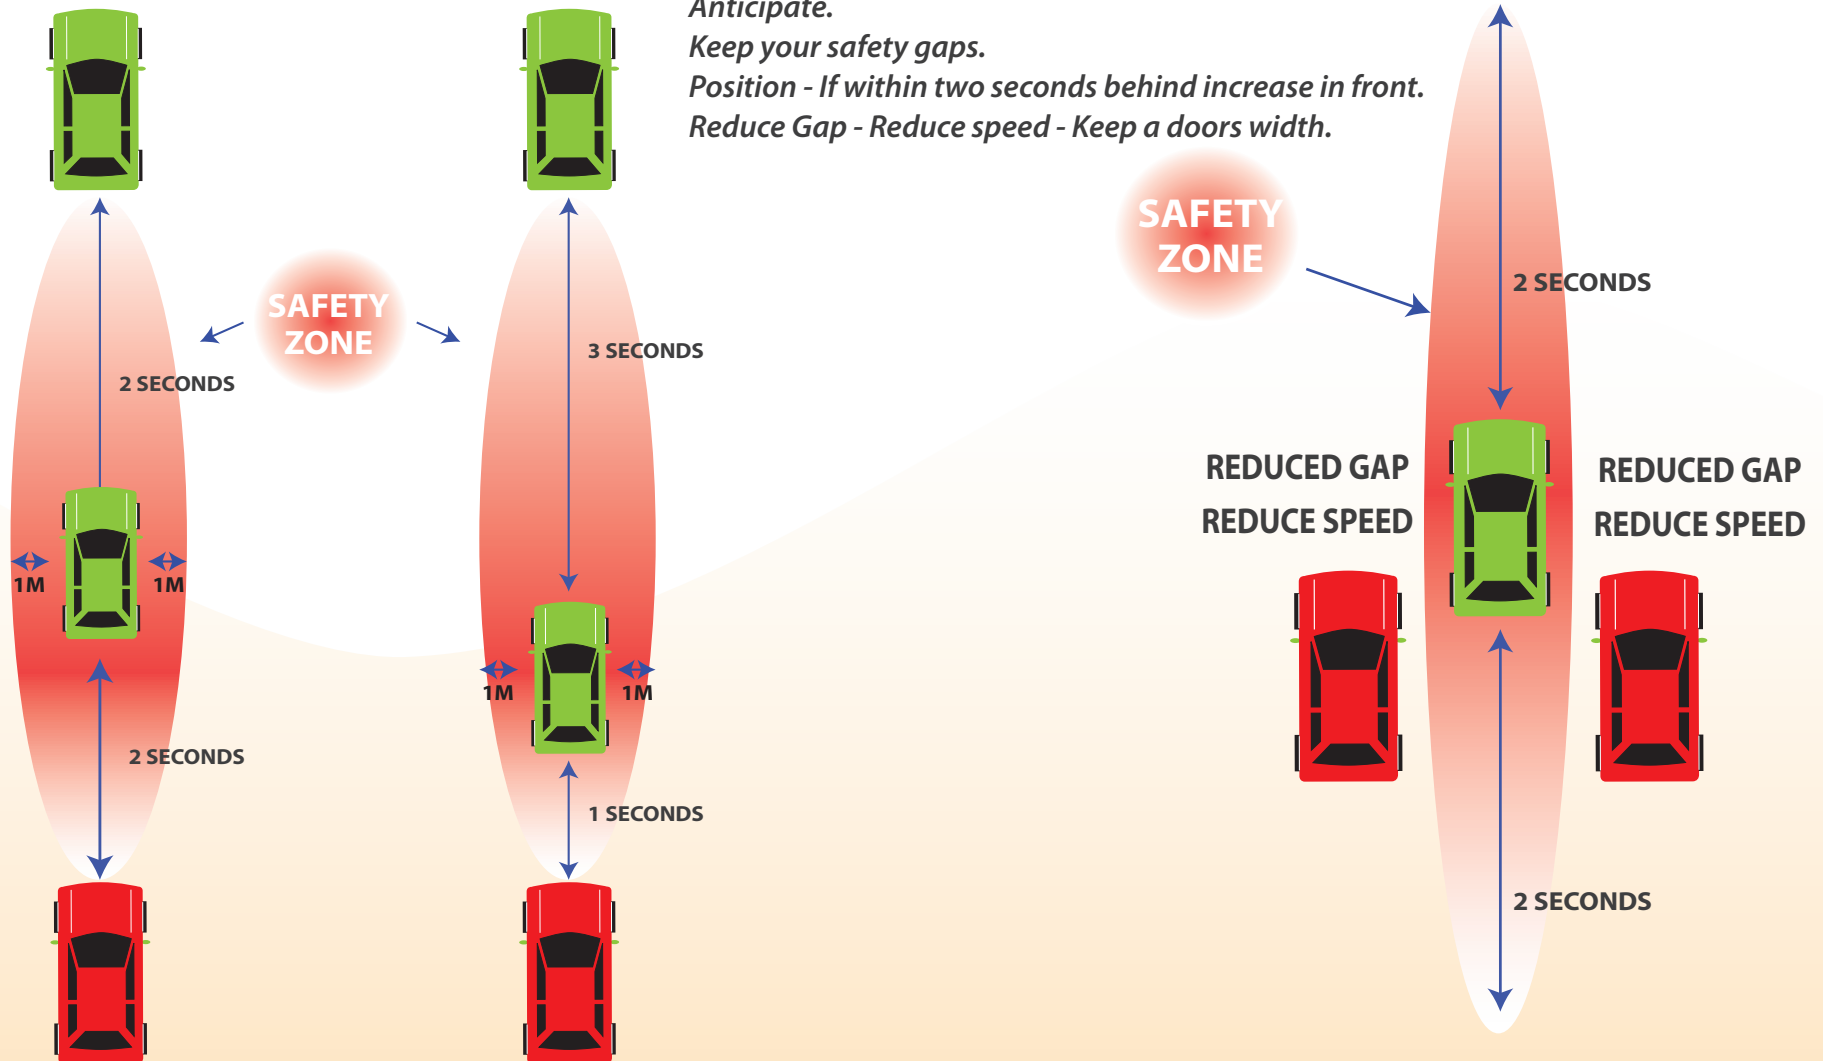 Anticipate.
Keep your safety gaps.
Position - If within two seconds behind increase in front.
Reduce Gap - Reduce speed - Keep a doors width.
SAFETY
ZONE
2 SECONDS
1M
1M
2 SECONDS
3 SECONDS
1M
1M
1 SECONDS
SAFETY
ZONE
2 SECONDS
REDUCED GAP
REDUCE SPEED
REDUCED GAP
REDUCE SPEED
2 SECONDS